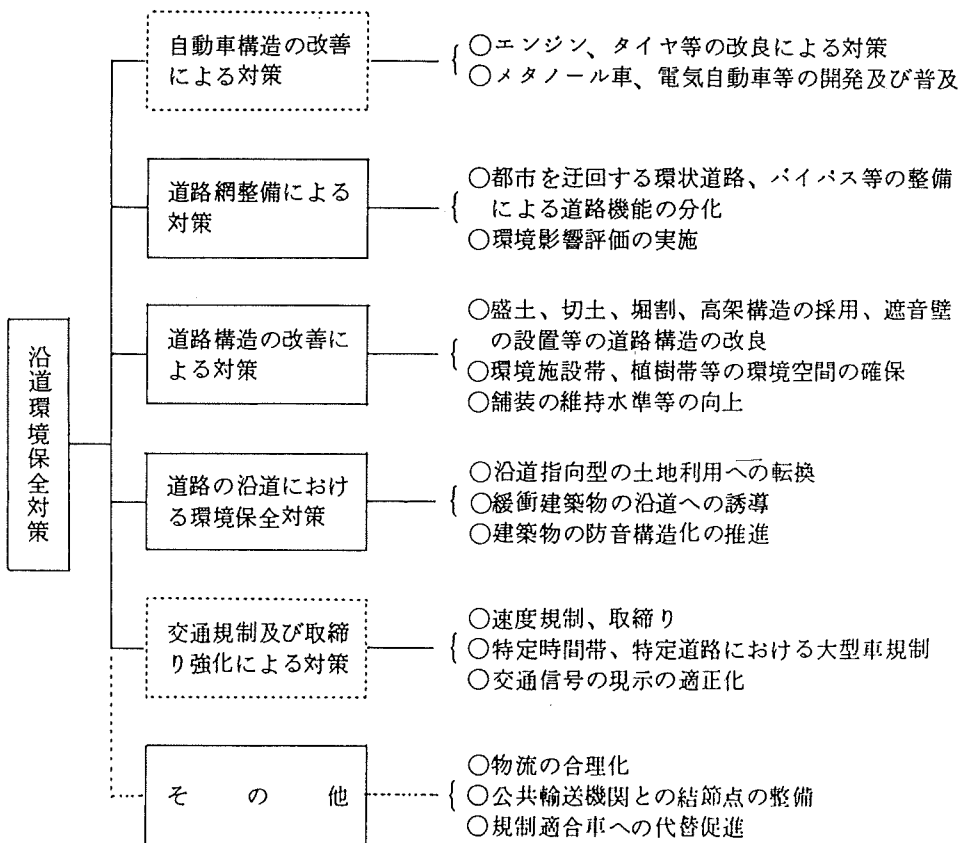 沿道環境保全対策
自動車構造の改善
による対策
○エンジン、タイヤ等の改良による対策
○メタノール車、電気自動車等の開発及び普及
道路網整備による
対策
○都市を迂回する環状道路、バイパス等の整備
による道路機能の分化
○環境影響評価の実施
道路構造の改善に
よる対策
○盛土、切土、堀割、高架構造の採用、遮音壁
の設置等の道路構造の改良
○環境施設帯、植樹帯等の環境空間の確保
○舗装の維持水準等の向上
道路の沿道におけ
る環境保全対策
○沿道指向型の土地利用への転換
○緩衝建築物の沿道への誘導
○建築物の防音構造化の推進
交通規制及び取締
り強化による対策
○速度規制、取締り
○特定時間帯、特定道路における大型車規制
○交通信号の現示の適正化
その他
○物流の合理化
○公共輸送機関との結節点の整備
○規制適合車への代替促進